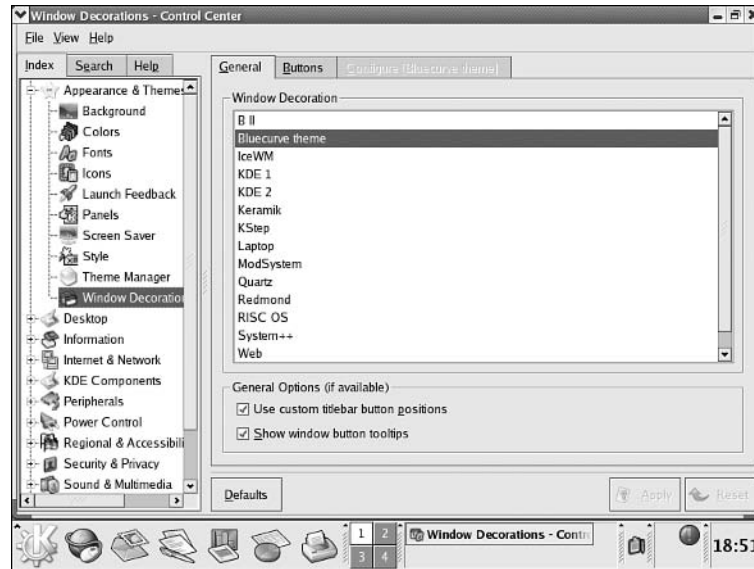 Window Decorations - Control Center
File View Help
Index Search Help
Appearance & Themes
Background
Colors
Fonts
Icons
Launch Feedback
Panels
Screen Saver
Style
Theme Manager
Window Decoratio
Desktop
Information
Internet & Network
KDE Components
Peripherals
Power Control
Regional & Accessibili
Security & Privacy
Sound & Multimedia
General Buttons Configure [Bluecurve theme]
Window Decoration
B II
Bluecurve theme
IceWM
KDE 1
KDE 2
Keramik
KStep
Laptop
ModSystem
Quartz
Redmond
RISC OS
System++
Web
General Options (if available)
Use custom titlebar button positions
Show window button tooltips
Defaults Apply Reset
1 2
3 4
Window Decorations - Contr
18:51